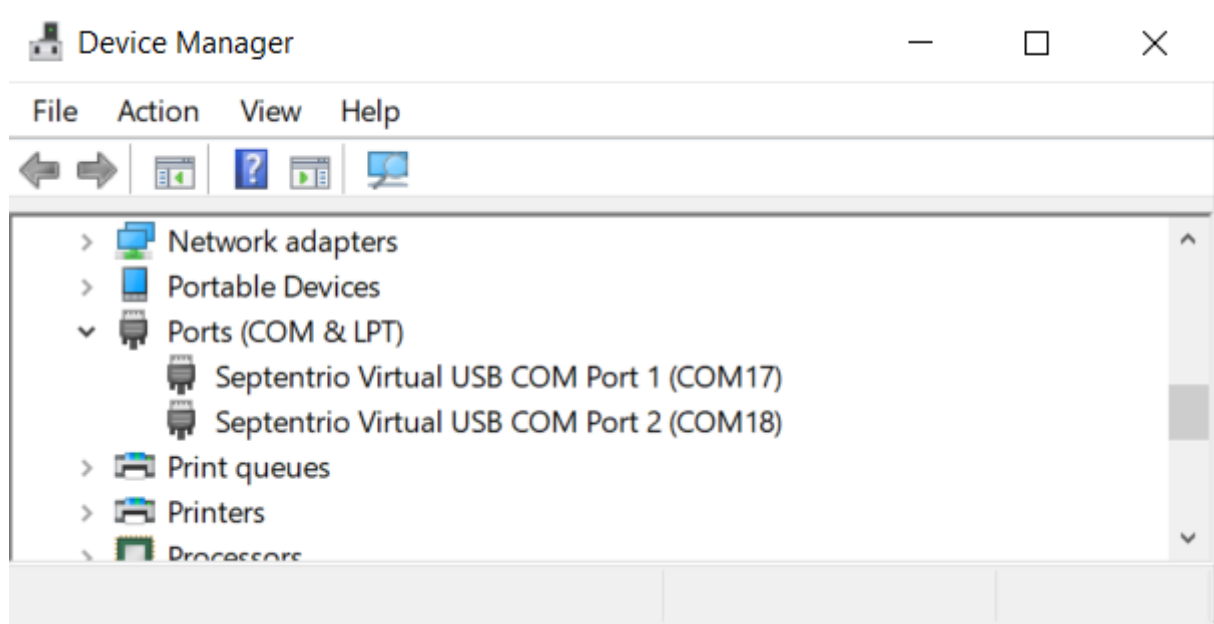 Device Manager
File Action View Help
Network adapters
Portable Devices
Ports (COM & LPT)
Septentrio Virtual USB COM Port 1 (COM17)
Septentrio Virtual USB COM Port 2 (COM18)
Print queues
Printers
Processors